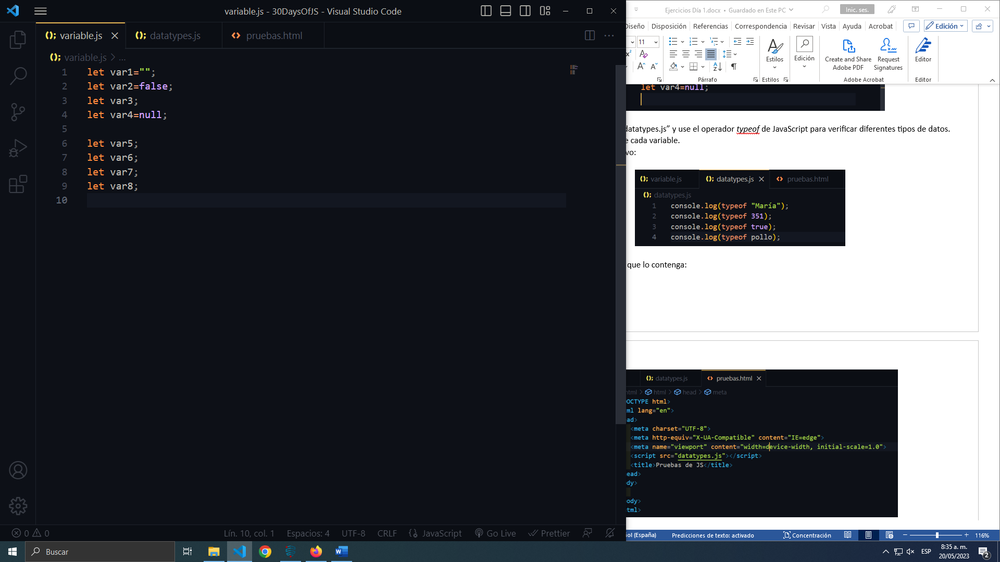 variable.js - 30DaysOfJS - Visual Studio Code
variable.js
datatypes.js
pruebas.html
variable.js > ...
1 let var1="";
2 let var2=false;
3 let var3;
4 let var4=null;
5
6 let var5;
7 let var6;
8 let var7;
9 let var8;
10
0 0
Lín. 10, col. 1
Espacios: 4
UTF-8
CRLF
JavaScript
Go Live
Prettier
Ejercicios Día 1.docx • Guardado en Este PC
Inic. ses.
Diseño
Disposición
Referencias
Correspondencia
Revisar
Vista
Ayuda
Acrobat
Edición
11
Párrafo
Estilos
Estilos
Edición
Create and Share
Adobe PDF
Request
Signatures
Adobe Acrobat
Editor
Editor
let var4=null;
datatypes.js” y use el operador typeof de JavaScript para verificar diferentes tipos de datos.
e cada variable.
vo:
variable.js
datatypes.js
pruebas.html
datatypes.js
1 console.log(typeof "María");
2 console.log(typeof 351);
3 console.log(typeof true);
4 console.log(typeof pollo);
que lo contenga:
datatypes.js
pruebas.html
html > html > head > meta
OCTYPE html>
ml lang="en">
ad>
<meta charset="UTF-8">
<meta http-equiv="X-UA-Compatible" content="IE=edge">
<meta name="viewport" content="width=device-width, initial-scale=1.0">
<script src="datatypes.js"></script>
<title>Pruebas de JS</title>
ead>
dy>
ody>
tml>
ñol (España)
Predicciones de texto: activado
Concentración
116%
Buscar
ESP
8:35 a. m.
20/05/2023
2